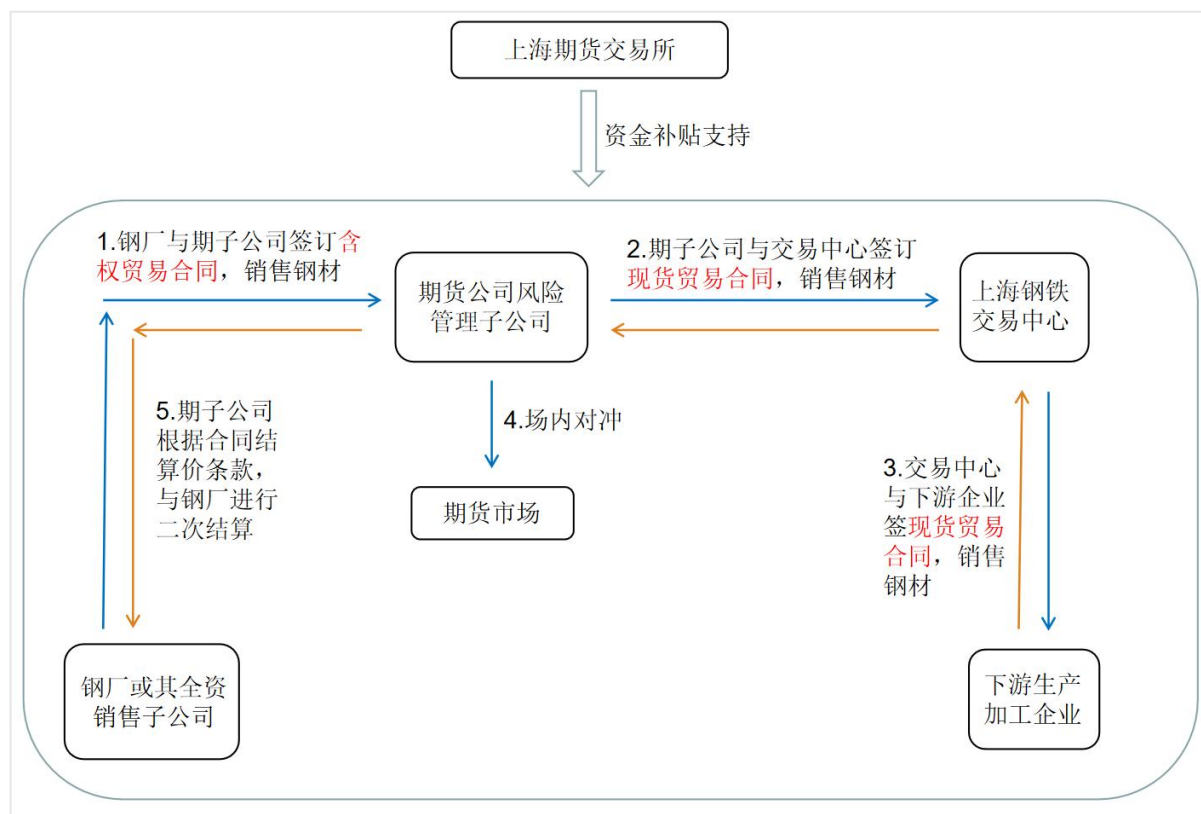 上海期货交易所
资金补贴支持
1.钢厂与期子公司签订含
权贸易合同，销售钢材
2.期子公司与交易中心签订
现货贸易合同，销售钢材
期货公司风险
管理子公司
上海钢铁
交易中心
5.期子公司
根据合同结
算价条款，
与钢厂进行
二次结算
4.场内对冲
期货市场
3.交易中心
与下游企业
签现货贸易
合同，销售
钢材
钢厂或其全资
销售子公司
下游生产
加工企业